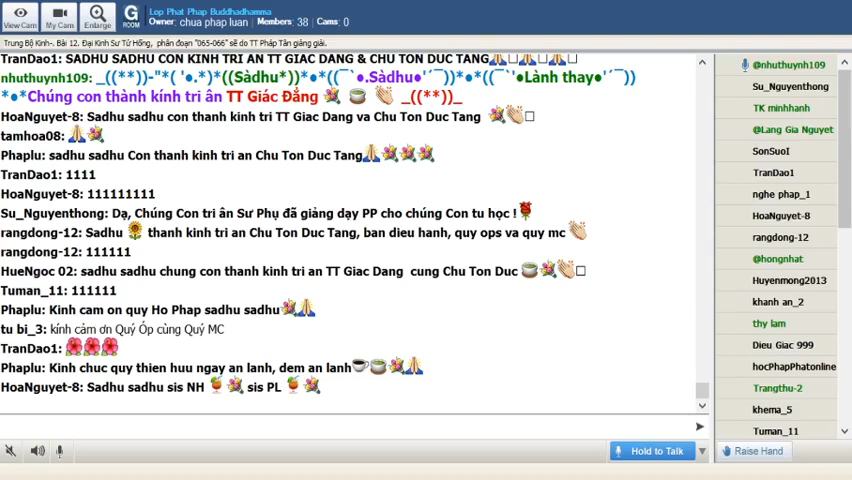 View Cam
My Cam
Enlarge
G
ROOM
Lop Phat Phap Buddhadhamma
Owner: chua phap luan Members: 38 Cams: 0
Trung Bộ Kinh-. Bài 12. Đại Kinh Sư Tử Hống, phân đoạn "065-066" sẽ do TT Pháp Tân giảng giải.
TranDao1: SADHU SADHU CON KINH TRI AN TT GIAC DANG & CHU TON DUC TANG
nhuthuynh109: _((**))-"*( '●.*)*((Sàdhu*))*●*((¯`●.Sàdhu●'´¯))*●*((¯`'●Lành thay●'´¯))
*●*Chúng con thành kính tri ân TT Giác Đẳng _((**))_
HoaNguyet-8: Sadhu sadhu con thanh kinh tri TT Giac Dang va Chu Ton Duc Tang
tamhoa08:
Phaplu: sadhu sadhu Con thanh kinh tri an Chu Ton Duc Tang
TranDao1: 1111
HoaNguyet-8: 111111111
Su_Nguyenthong: Dạ, Chúng Con tri ân Sư Phụ đã giảng dạy PP cho chúng Con tu học !
rangdong-12: Sadhu thanh kinh tri an Chu Ton Duc Tang, ban dieu hanh, quy ops va quy mc
rangdong-12: 111111
HueNgoc 02: sadhu sadhu chung con thanh kinh tri an TT Giac Dang cung Chu Ton Duc
Tuman_11: 111111
Phaplu: Kinh cam on quy Ho Phap sadhu sadhu
tu bi_3: kính cảm ơn Quý Óp cùng Quý MC
TranDao1:
Phaplu: Kinh chuc quy thien huu ngay an lanh, dem an lanh
HoaNguyet-8: Sadhu sadhu sis NH sis PL
Hold to Talk
@nhuthuynh109
Su_Nguyenthong
TK minhhanh
@Lang Gia Nguyet
SonSuoI
TranDao1
nghe phap_1
HoaNguyet-8
rangdong-12
@hongnhat
Huyenmong2013
khanh an_2
thy lam
Dieu Giac 999
hocPhapPhatonline
Trangthu-2
khema_5
Tuman_11
Raise Hand